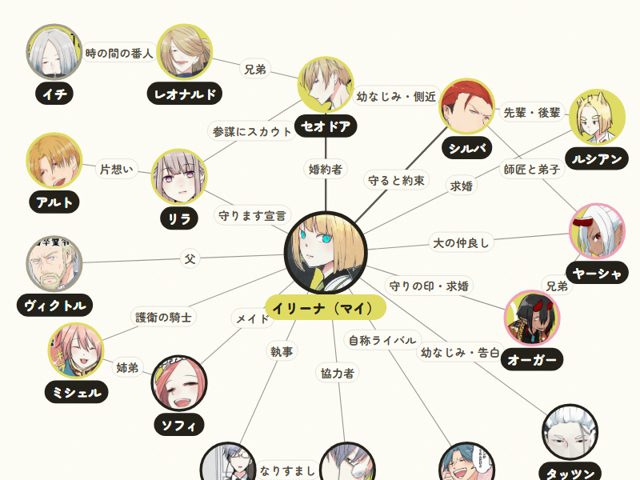 時の間の番人
イチ
レオナルド
兄弟
セオドア
幼なじみ・側近
シルバ
先輩・後輩
ルシアン
参謀にスカウト
片想い
アルト
リラ
婚約者
守ると約束
求婚
師匠と弟子
守ります宣言
犬の仲良し
ヤーシャ
父
ヴィクトル
イリーナ（マイ）
守りの印・求婚
兄弟
オーガー
護衛の騎士
メイド
執事
自称ライバル
幼なじみ・告白
ミシェル
姉弟
ソフィ
協力者
なりすまし
タッツン